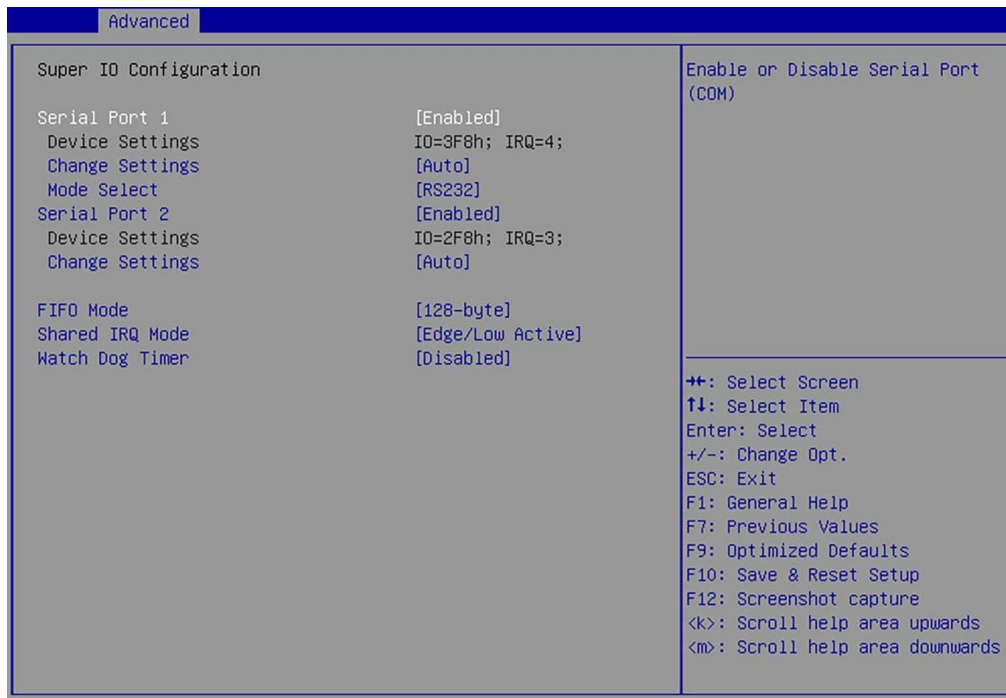 Advanced
Super IO Configuration
Serial Port 1 [Enabled]
Device Settings IO=3F8h; IRQ=4;
Change Settings [Auto]
Mode Select [RS232]
Serial Port 2 [Enabled]
Device Settings IO=2F8h; IRQ=3;
Change Settings [Auto]
FIFO Mode [128-byte]
Shared IRQ Mode [Edge/Low Active]
Watch Dog Timer [Disabled]
Enable or Disable Serial Port
(COM)
→←: Select Screen
↑↓: Select Item
Enter: Select
+/-: Change Opt.
ESC: Exit
F1: General Help
F7: Previous Values
F9: Optimized Defaults
F10: Save & Reset Setup
F12: Screenshot capture
<k>: Scroll help area upwards
<m>: Scroll help area downwards